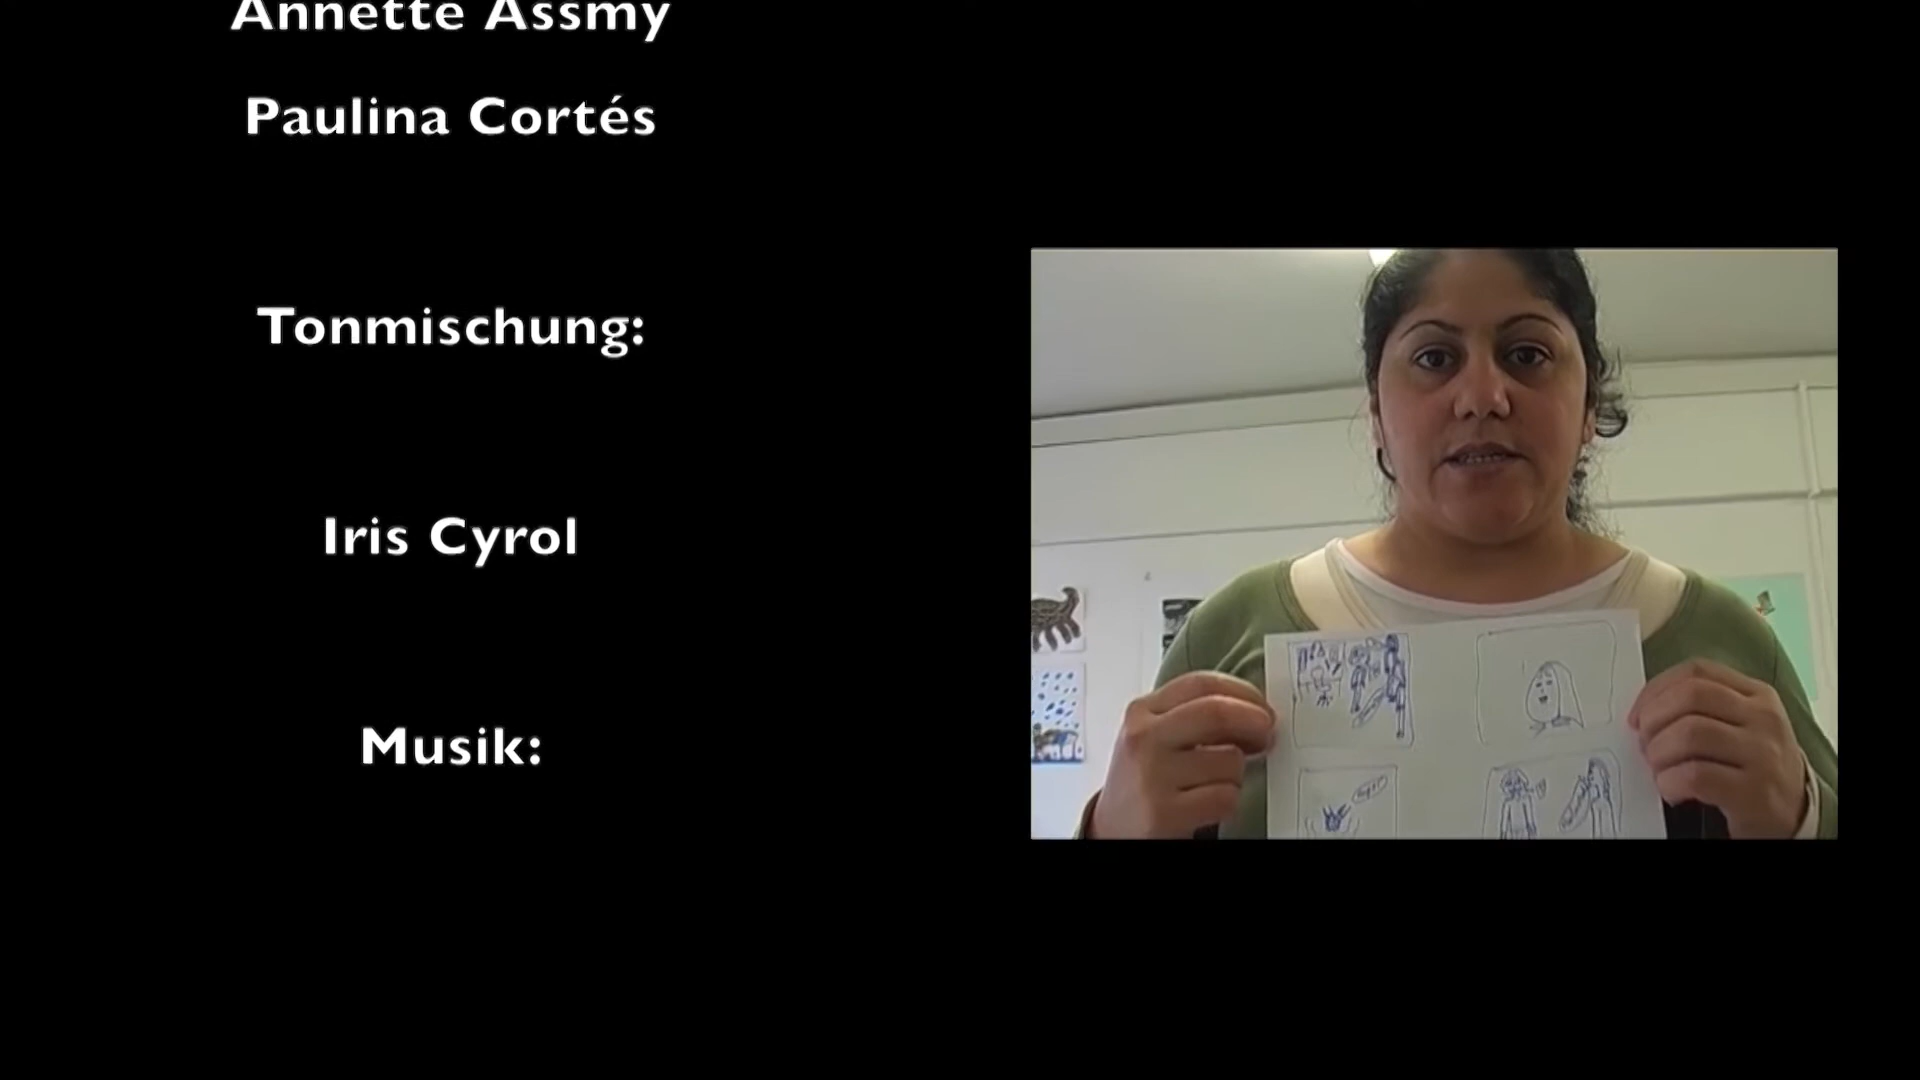 Annette Assmy
Paulina Cortés
Tonmischung:
Iris Cyrol
Musik: